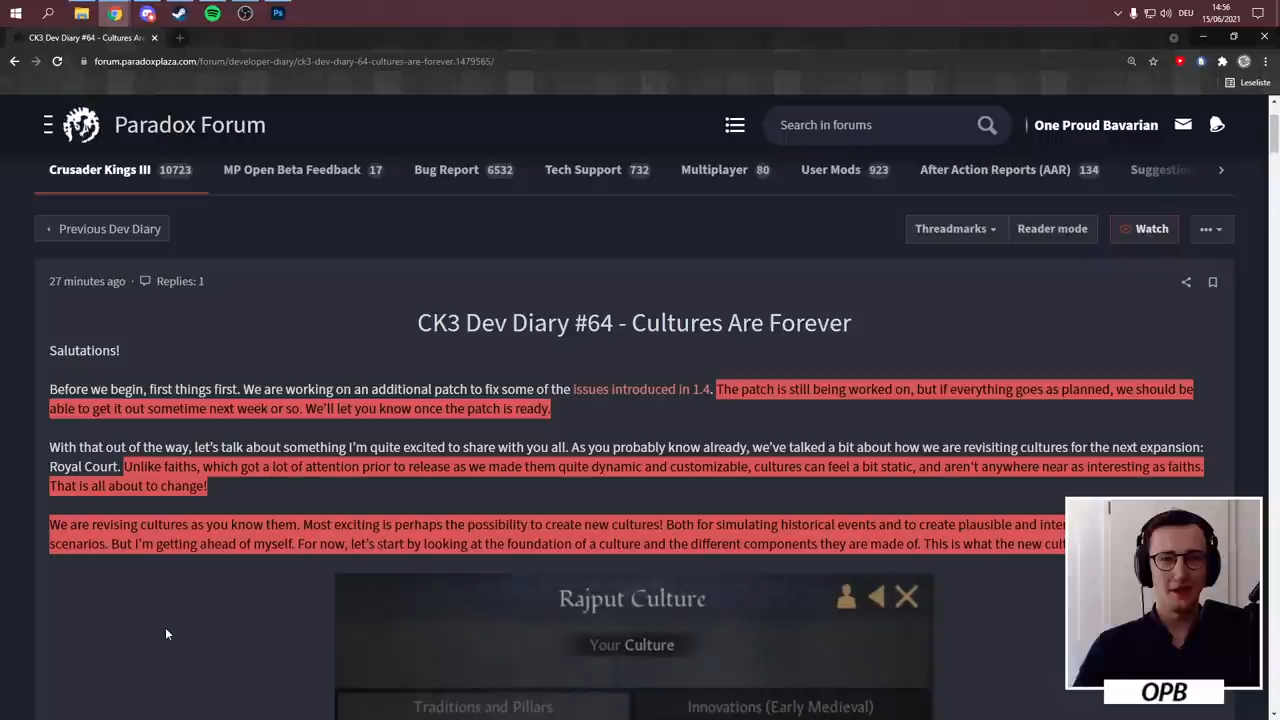 14:56
DEU
15/06/2021
CK3 Dev Diary #64 - Cultures Are
forum.paradoxplaza.com/forum/developer-diary/ck3-dev-diary-64-cultures-are-forever.1479565/
Leseliste
Paradox Forum
Search in forums
One Proud Bavarian
Crusader Kings III 10723 MP Open Beta Feedback 17 Bug Report 6532 Tech Support 732 Multiplayer 80 User Mods 923 After Action Reports (AAR) 134 Suggestio
Previous Dev Diary
Threadmarks Reader mode Watch
27 minutes ago · Replies: 1
CK3 Dev Diary #64 - Cultures Are Forever
Salutations!
Before we begin, first things first. We are working on an additional patch to fix some of the issues introduced in 1.4. The patch is still being worked on, but if everything goes as planned, we should be
able to get it out sometime next week or so. We'll let you know once the patch is ready.
With that out of the way, let's talk about something I'm quite excited to share with you all. As you probably know already, we've talked a bit about how we are revisiting cultures for the next expansion:
Royal Court. Unlike faiths, which got a lot of attention prior to release as we made them quite dynamic and customizable, cultures can feel a bit static, and aren't anywhere near as interesting as faiths.
That is all about to change!
We are revising cultures as you know them. Most exciting is perhaps the possibility to create new cultures! Both for simulating historical events and to create plausible and inter
scenarios. But I'm getting ahead of myself. For now, let's start by looking at the foundation of a culture and the different components they are made of. This is what the new cult
Rajput Culture
Your Culture
Traditions and Pillars Innovations (Early Medieval)
Ps
OPB